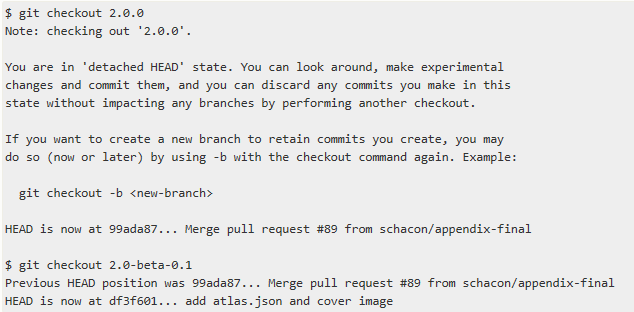 $ git checkout 2.0.0
Note: checking out '2.0.0'.

You are in 'detached HEAD' state. You can look around, make experimental
changes and commit them, and you can discard any commits you make in this
state without impacting any branches by performing another checkout.

If you want to create a new branch to retain commits you create, you may
do so (now or later) by using -b with the checkout command again. Example:

  git checkout -b <new-branch>

HEAD is now at 99ada87... Merge pull request #89 from schacon/appendix-final

$ git checkout 2.0-beta-0.1
Previous HEAD position was 99ada87... Merge pull request #89 from schacon/appendix-final
HEAD is now at df3f601... add atlas.json and cover image